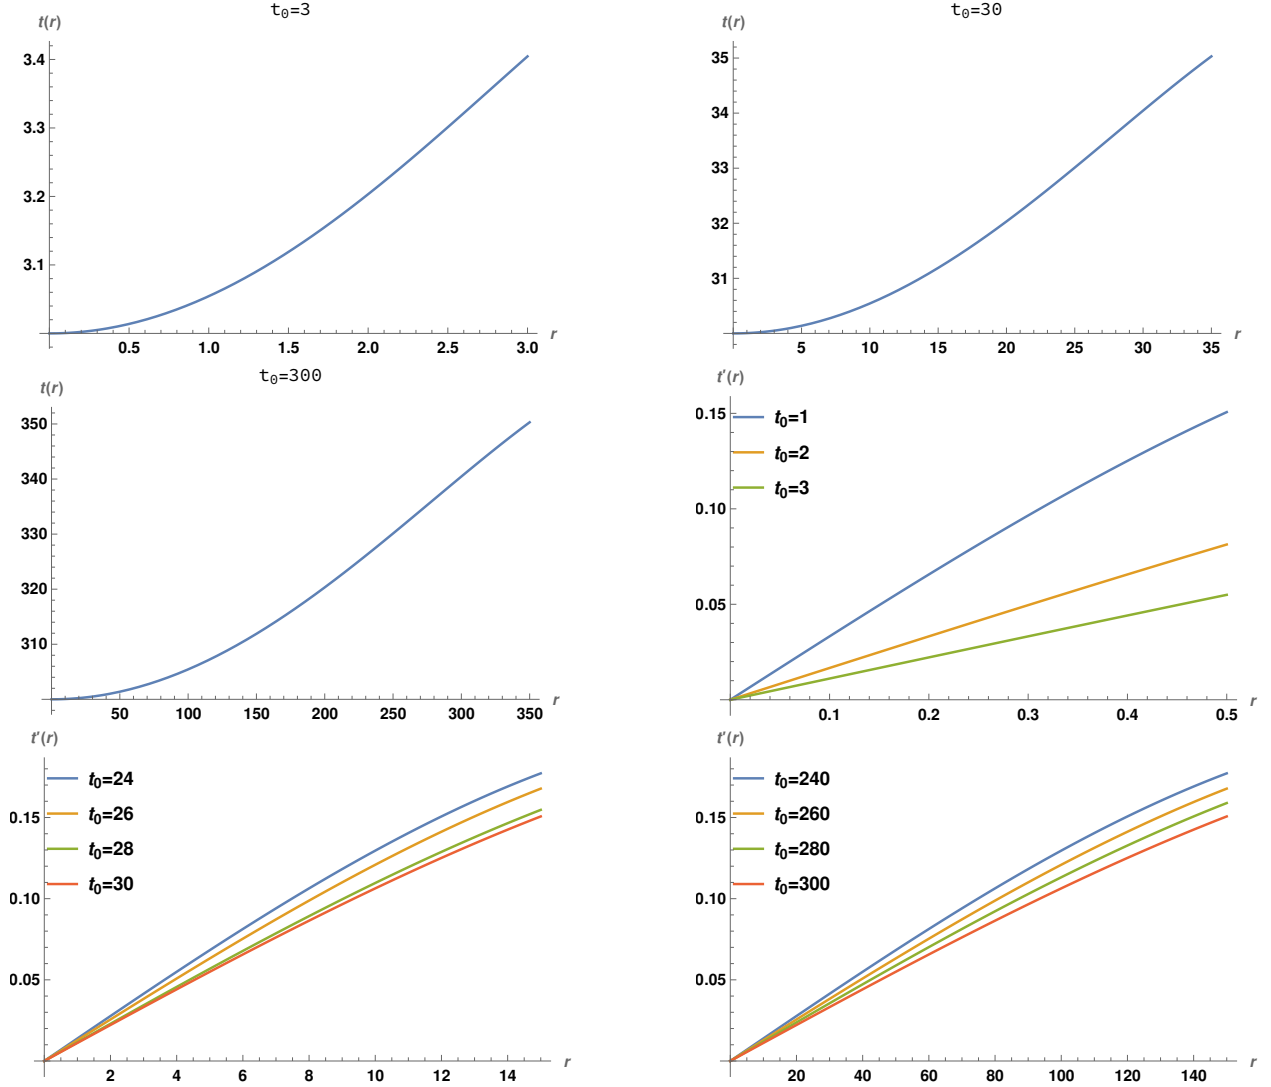 t₀=3
t(r)
3.4
3.3
3.2
3.1
0.5 1.0 1.5 2.0 2.5 3.0 r
t₀=30
t(r)
35
34
33
32
31
5 10 15 20 25 30 35 r
t₀=300
t(r)
350
340
330
320
310
50 100 150 200 250 300 350 r
t′(r)
0.15
0.10
0.05
t₀=1
t₀=2
t₀=3
0.1 0.2 0.3 0.4 0.5 r
t′(r)
0.15
0.10
0.05
t₀=24
t₀=26
t₀=28
t₀=30
2 4 6 8 10 12 14 r
t′(r)
0.15
0.10
0.05
t₀=240
t₀=260
t₀=280
t₀=300
20 40 60 80 100 120 140 r